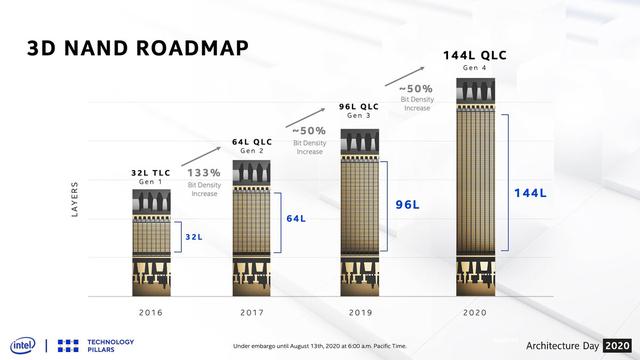 3D NAND ROADMAP
144L QLC
Gen 4
~50%
Bit Density
Increase
96L QLC
Gen 3
~50%
Bit Density
Increase
64L QLC
Gen 2
133%
Bit Density
Increase
32L TLC
Gen 1
LAYERS
32L
64L
96L
144L
2016
2017
2019
2020
intel
TECHNOLOGY
PILLARS
Under embargo until August 13th, 2020 at 6:00 a.m. Pacific Time.
Architecture Day 2020